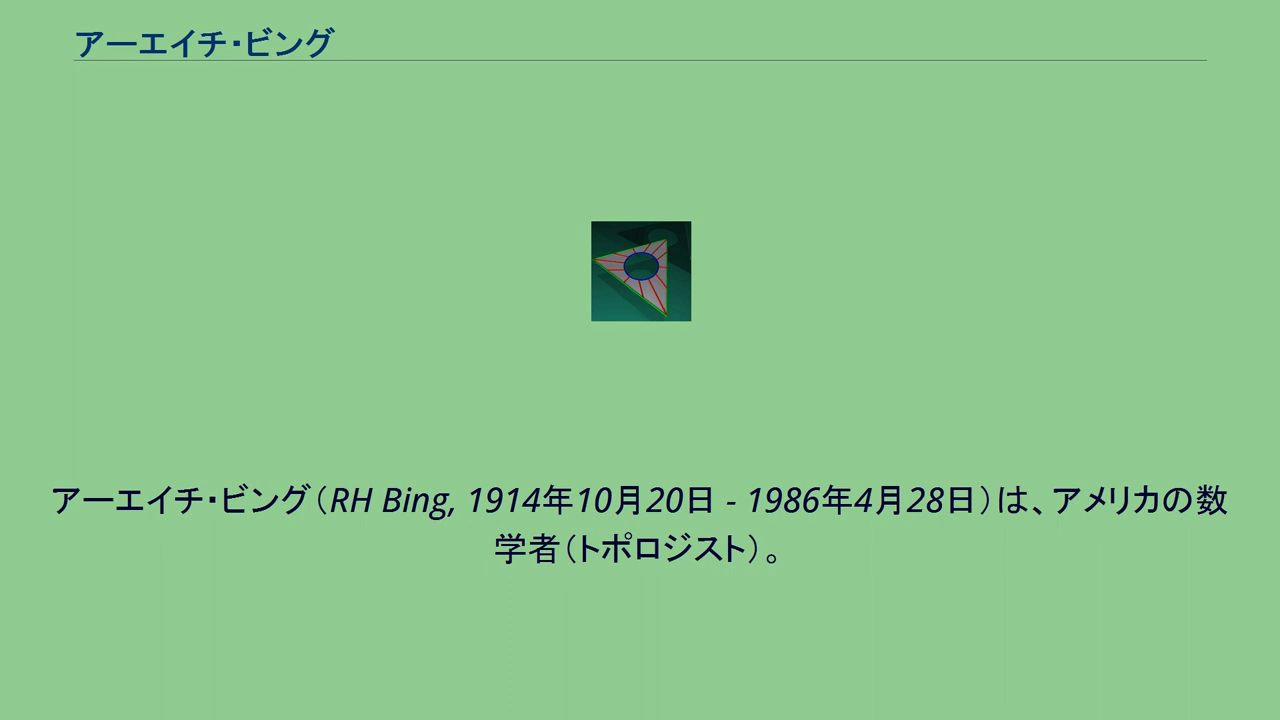 アーエイチ・ビング
アーエイチ・ビング（RH Bing, 1914年10月20日 - 1986年4月28日）は、アメリカの数
学者（トポロジスト）。